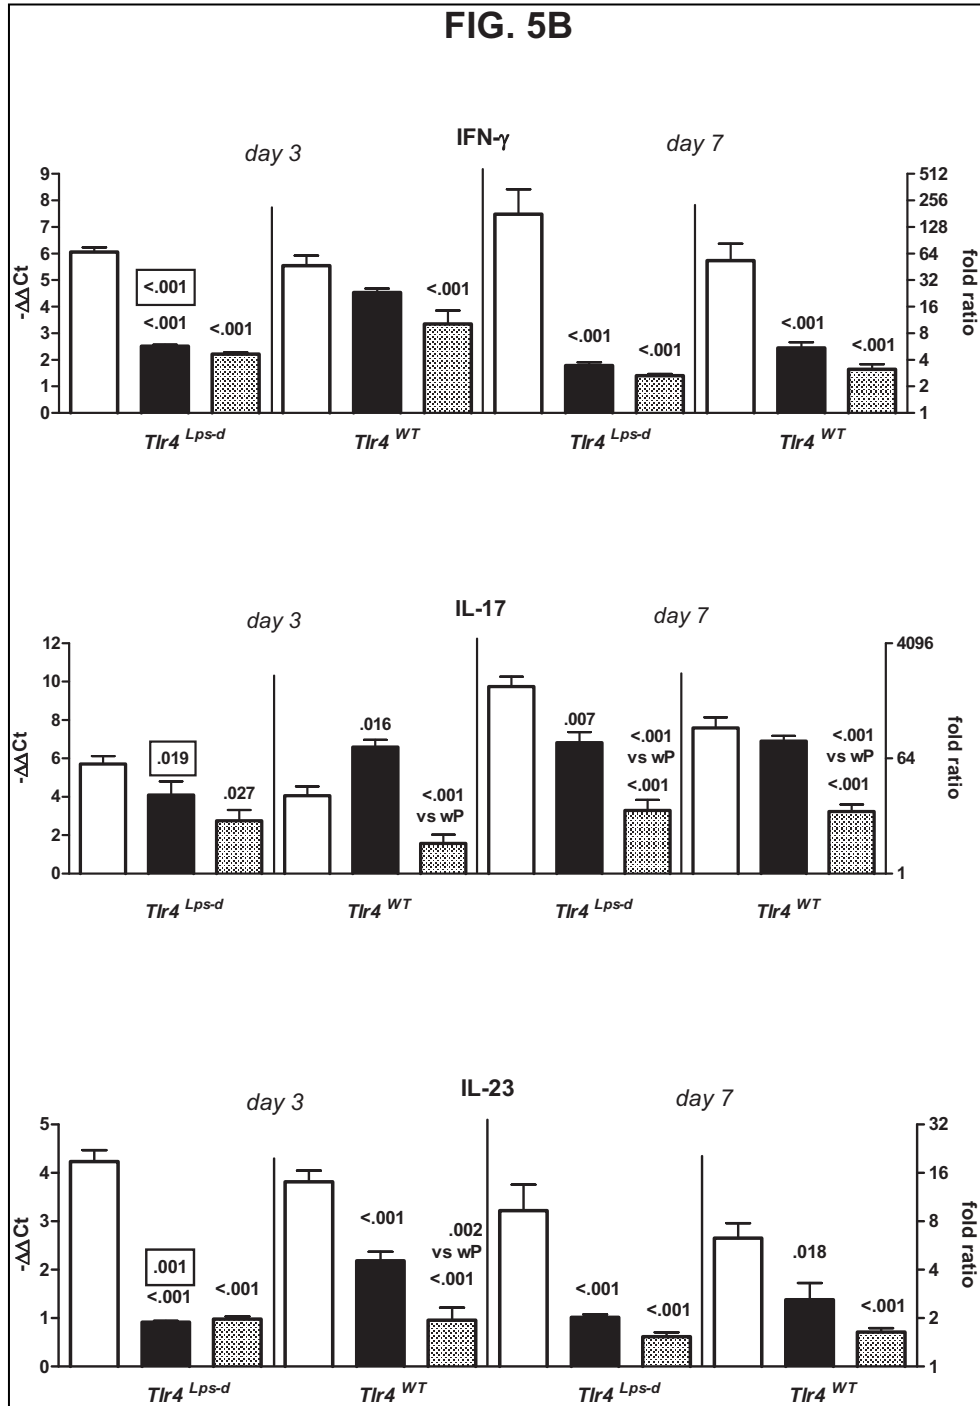 FIG. 5B
IFN-γ
day 3
day 7
-ΔΔCt
9
8
7
6
5
4
3
2
1
0
<.001
<.001
<.001
<.001
<.001
<.001
<.001
<.001
512
256
128
64
32
16
8
4
2
1
fold ratio
Tlr4 Lps-d
Tlr4 WT
Tlr4 Lps-d
Tlr4 WT
IL-17
day 3
day 7
-ΔΔCt
12
10
8
6
4
2
0
.019
.027
.016
<.001
vs wP
.007
<.001
vs wP
<.001
<.001
vs wP
<.001
4096
64
1
fold ratio
Tlr4 Lps-d
Tlr4 WT
Tlr4 Lps-d
Tlr4 WT
IL-23
day 3
day 7
-ΔΔCt
5
4
3
2
1
0
.001
<.001
<.001
<.001
.002
vs wP
<.001
<.001
<.001
.018
<.001
32
16
8
4
2
1
fold ratio
Tlr4 Lps-d
Tlr4 WT
Tlr4 Lps-d
Tlr4 WT